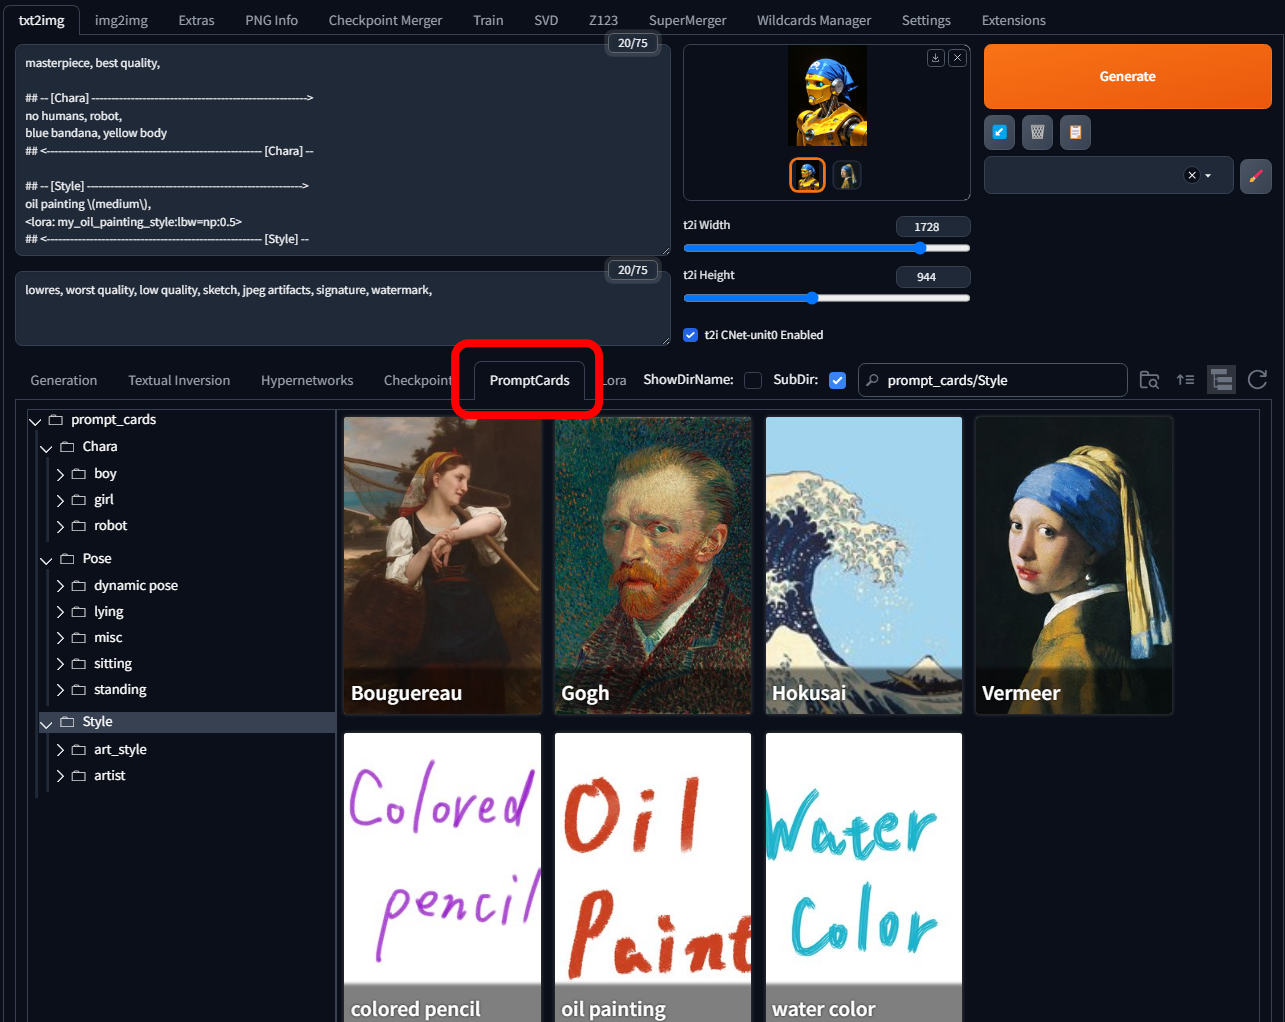 txt2img img2img Extras PNG Info Checkpoint Merger Train SVD Z123 SuperMerger Wildcards Manager Settings Extensions
20/75
masterpiece, best quality,
## -- [Chara] ------------------------------------------------------>
no humans, robot,
blue bandana, yellow body
## <------------------------------------------------------ [Chara] --
## -- [Style] ------------------------------------------------------>
oil painting \(medium\),
<lora: my_oil_painting_style:lbw=np:0.5>
## <------------------------------------------------------ [Style] --
20/75
lowres, worst quality, low quality, sketch, jpeg artifacts, signature, watermark,
t2i Width 1728
t2i Height 944
t2i CNet-unit0 Enabled
Generate
Generation Textual Inversion Hypernetworks Checkpoint PromptCards Lora ShowDirName: SubDir: prompt_cards/Style
prompt_cards
Chara
boy
girl
robot
Pose
dynamic pose
lying
misc
sitting
standing
Style
art_style
artist
Bouguereau Gogh Hokusai Vermeer
Colored
pencil
Oil
Paint
Water
Color
colored pencil oil painting water color